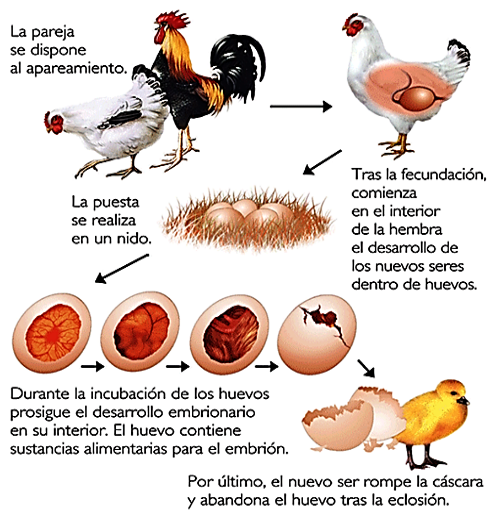 La pareja
se dispone
al apareamiento.
Tras la fecundación,
comienza
en el interior
de la hembra
el desarrollo de
los nuevos seres
dentro de huevos.
La puesta
se realiza
en un nido.
Durante la incubación de los huevos
prosigue el desarrollo embrionario
en su interior. El huevo contiene
sustancias alimentarias para el embrión.
Por último, el nuevo ser rompe la cáscara
y abandona el huevo tras la eclosión.